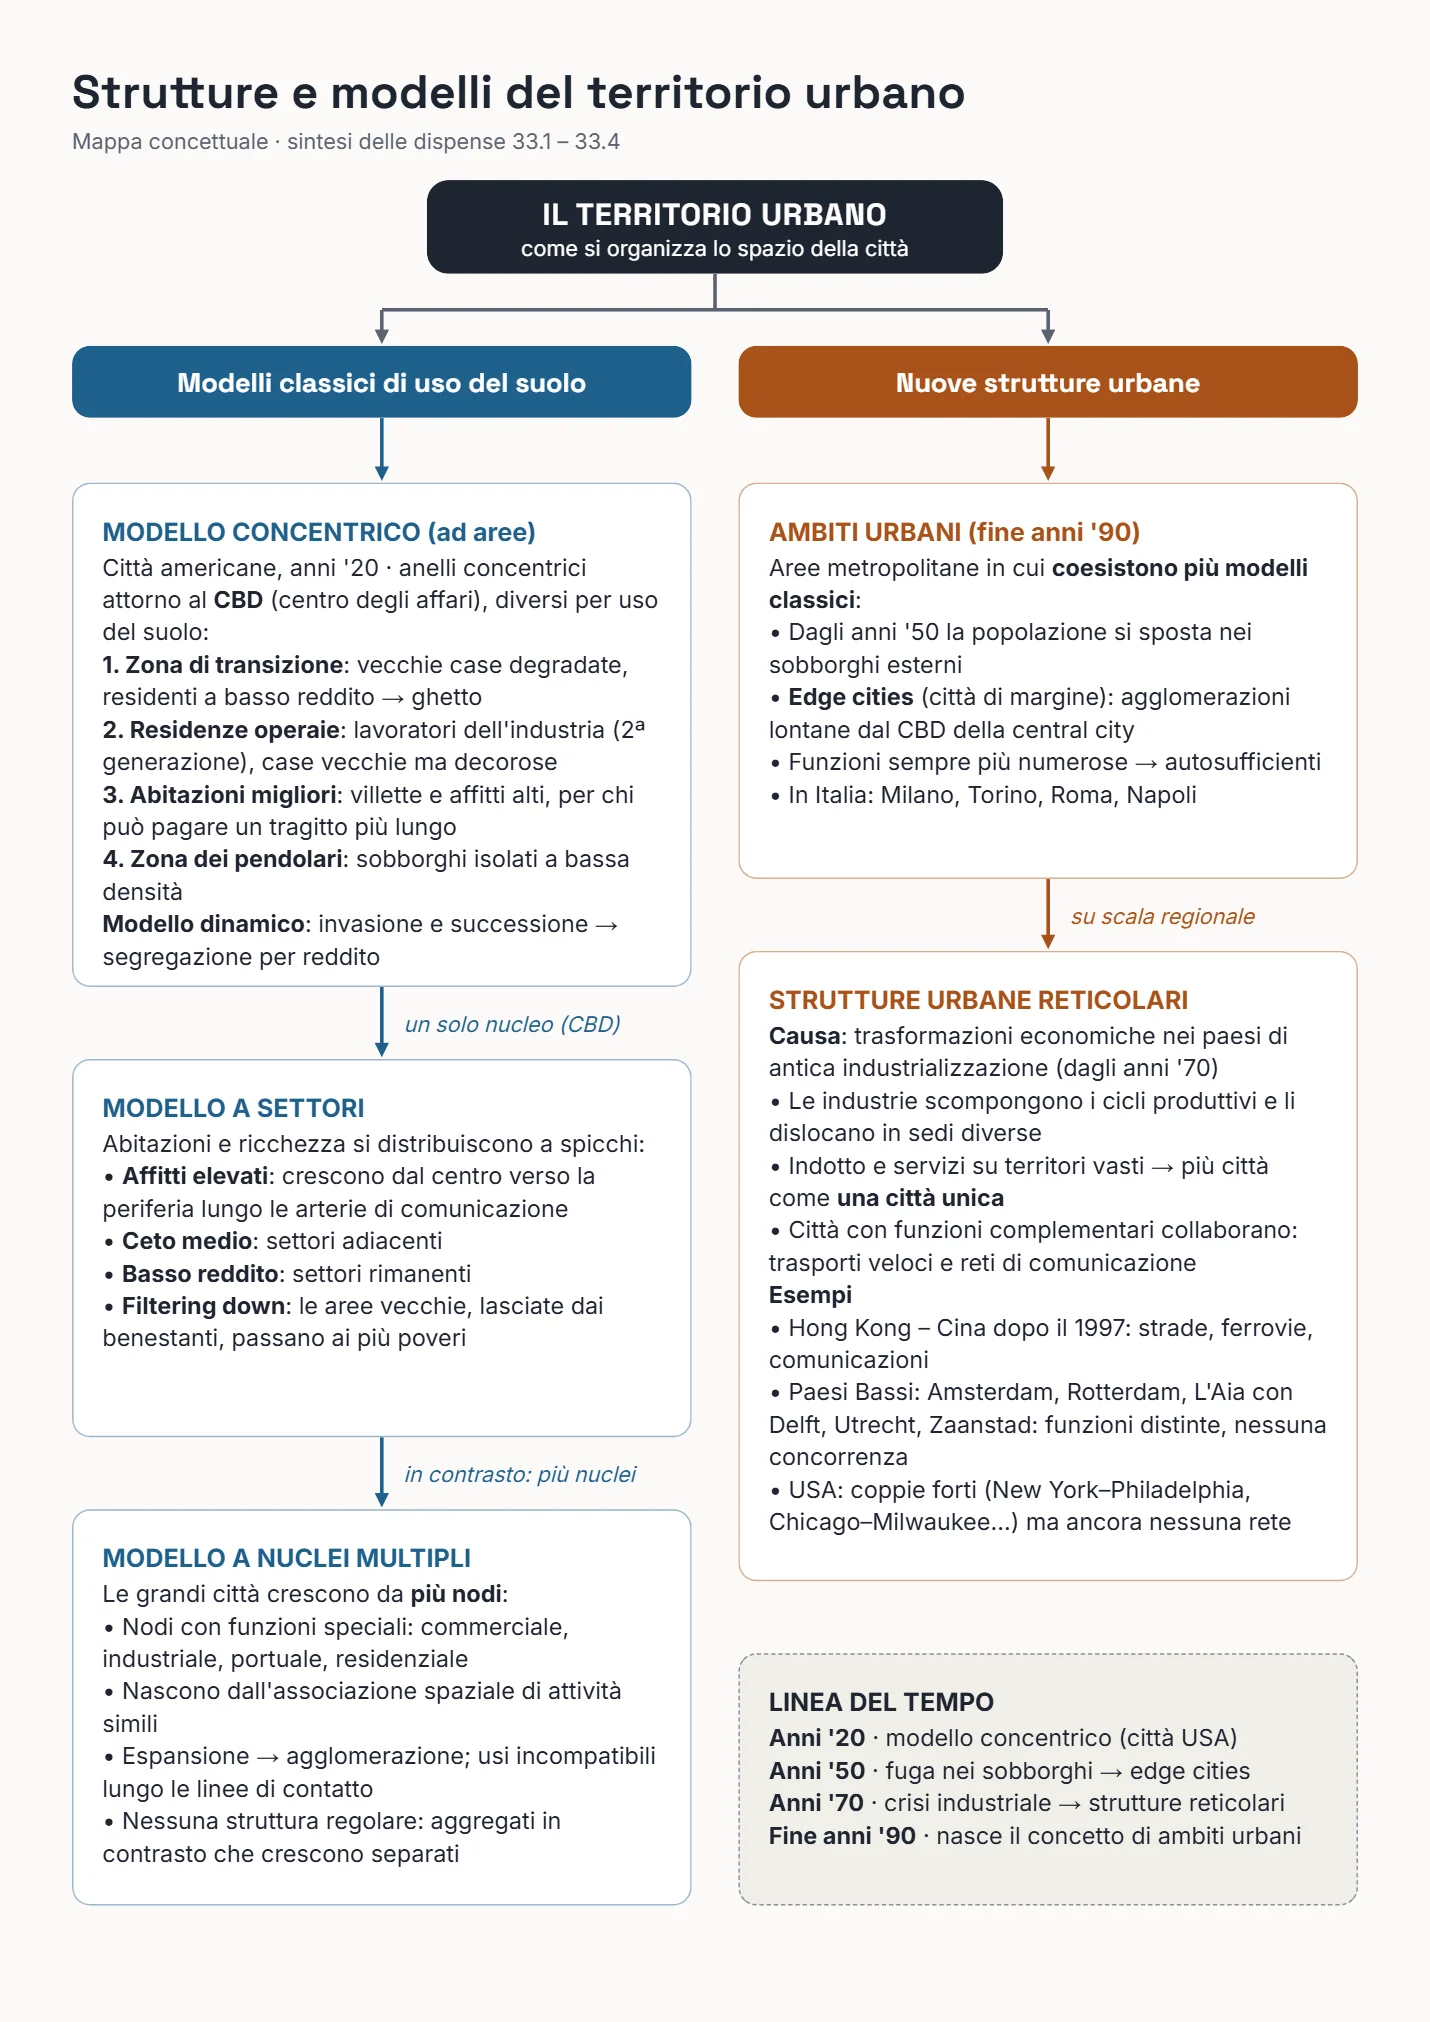 Strutture e modelli del territorio urbano
Mappa concettuale · sintesi delle dispense 33.1 – 33.4
IL TERRITORIO URBANO
come si organizza lo spazio della città
Modelli classici di uso del suolo
MODELLO CONCENTRICO (ad aree)
Città americane, anni '20 · anelli concentrici
attorno al CBD (centro degli affari), diversi per uso
del suolo:
1. Zona di transizione: vecchie case degradate,
residenti a basso reddito → ghetto
2. Residenze operaie: lavoratori dell'industria (2ª
generazione), case vecchie ma decorose
3. Abitazioni migliori: villette e affitti alti, per chi
può pagare un tragitto più lungo
4. Zona dei pendolari: sobborghi isolati a bassa
densità
Modello dinamico: invasione e successione →
segregazione per reddito
un solo nucleo (CBD)
MODELLO A SETTORI
Abitazioni e ricchezza si distribuiscono a spicchi:
• Affitti elevati: crescono dal centro verso la
periferia lungo le arterie di comunicazione
• Ceto medio: settori adiacenti
• Basso reddito: settori rimanenti
• Filtering down: le aree vecchie, lasciate dai
benestanti, passano ai più poveri
in contrasto: più nuclei
MODELLO A NUCLEI MULTIPLI
Le grandi città crescono da più nodi:
• Nodi con funzioni speciali: commerciale,
industriale, portuale, residenziale
• Nascono dall'associazione spaziale di attività
simili
• Espansione → agglomerazione; usi incompatibili
lungo le linee di contatto
• Nessuna struttura regolare: aggregati in
contrasto che crescono separati
Nuove strutture urbane
AMBITI URBANI (fine anni '90)
Aree metropolitane in cui coesistono più modelli
classici:
• Dagli anni '50 la popolazione si sposta nei
sobborghi esterni
• Edge cities (città di margine): agglomerazioni
lontane dal CBD della central city
• Funzioni sempre più numerose → autosufficienti
• In Italia: Milano, Torino, Roma, Napoli
su scala regionale
STRUTTURE URBANE RETICOLARI
Causa: trasformazioni economiche nei paesi di
antica industrializzazione (dagli anni '70)
• Le industrie scompongono i cicli produttivi e li
dislocano in sedi diverse
• Indotto e servizi su territori vasti → più città
come una città unica
• Città con funzioni complementari collaborano:
trasporti veloci e reti di comunicazione
Esempi
• Hong Kong – Cina dopo il 1997: strade, ferrovie,
comunicazioni
• Paesi Bassi: Amsterdam, Rotterdam, L'Aia con
Delft, Utrecht, Zaanstad: funzioni distinte, nessuna
concorrenza
• USA: coppie forti (New York–Philadelphia,
Chicago–Milwaukee...) ma ancora nessuna rete
LINEA DEL TEMPO
Anni '20 · modello concentrico (città USA)
Anni '50 · fuga nei sobborghi → edge cities
Anni '70 · crisi industriale → strutture reticolari
Fine anni '90 · nasce il concetto di ambiti urbani